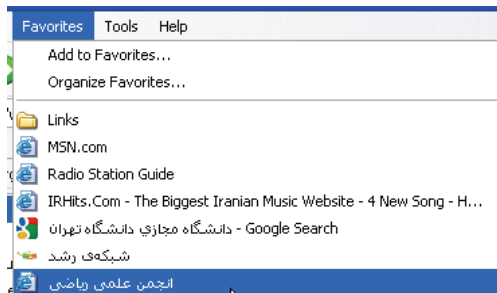 Favorites Tools Help
Add to Favorites...
Organize Favorites...
Links
MSN.com
Radio Station Guide
IRHits.Com - The Biggest Iranian Music Website - 4 New Song - H...
دانشگاه مجازي دانشگاه تهران - Google Search
شبکه‌ی رشد
انجمن علمی ریاضی